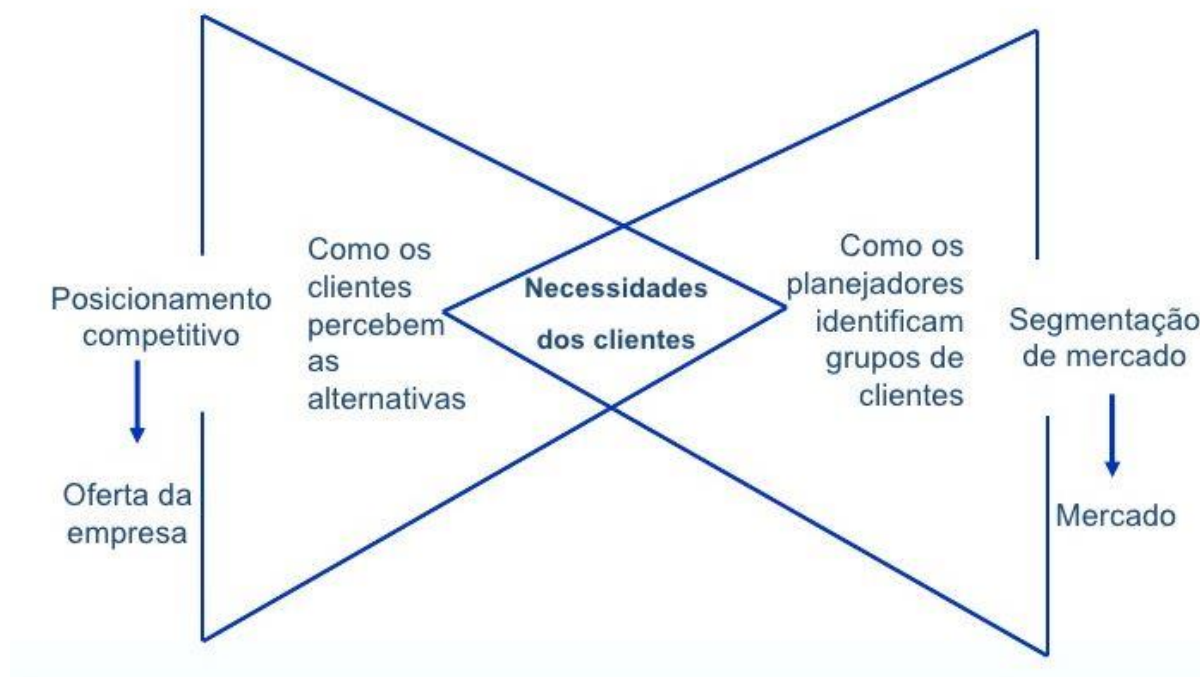 Posicionamento
competitivo
Oferta da
empresa
Como os
clientes
percebem
as
alternativas
Necessidades
dos clientes
Como os
planejadores
identificam
grupos de
clientes
Segmentação
de mercado
Mercado